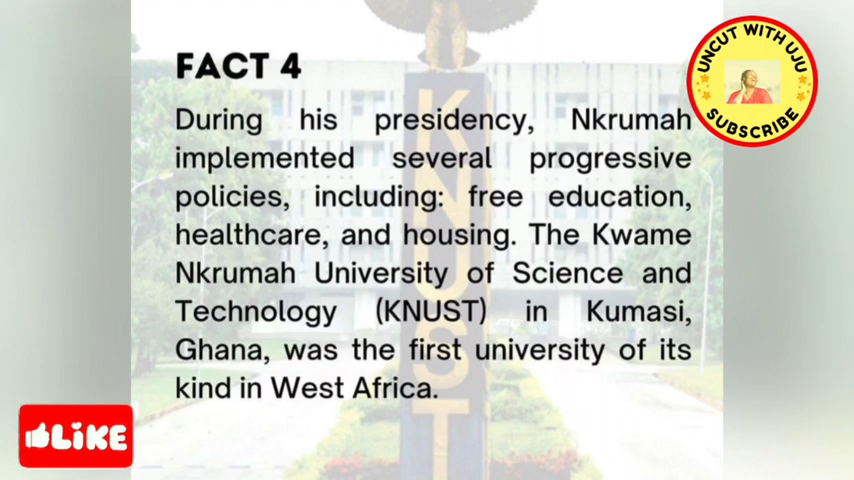 FACT 4
During his presidency, Nkrumah
implemented several progressive
policies, including: free education,
healthcare, and housing. The Kwame
Nkrumah University of Science and
Technology (KNUST) in Kumasi,
Ghana, was the first university of its
kind in West Africa.
UNCUT WITH UJU
SUBSCRIBE
LIKE
KNUST